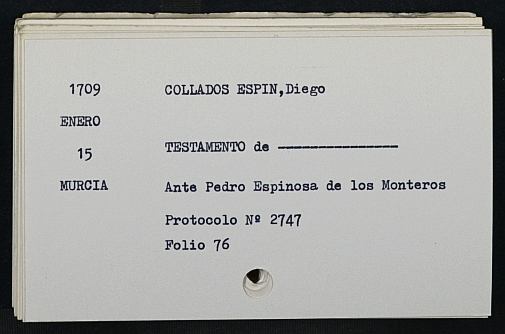 1709 COLLADOS ESPIN,Diego
ENERO
15 TESTAMENTO de ---------------
MURCIA Ante Pedro Espinosa de los Monteros
Protocolo Nº 2747
Folio 76